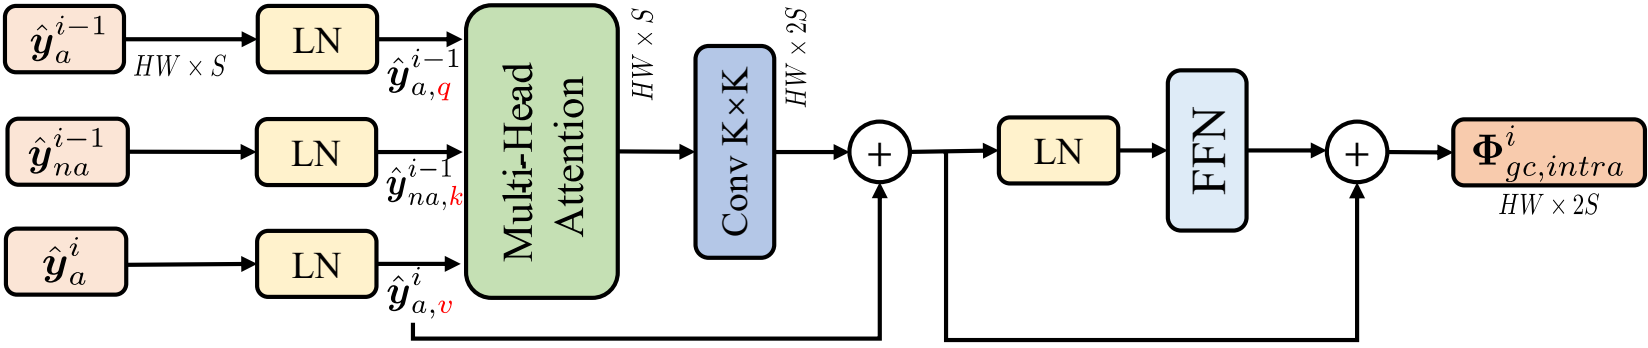 ŷ_a^{i−1}
HW × S
LN
ŷ_{a,q}^{i−1}
ŷ_{na}^{i−1}
LN
ŷ_{na,k}^{i−1}
ŷ_a^i
LN
ŷ_{a,v}^i
Multi-Head
Attention
HW × S
Conv K×K
HW × 2S
+
LN
FFN
+
Φ_{gc,intra}^i
HW × 2S